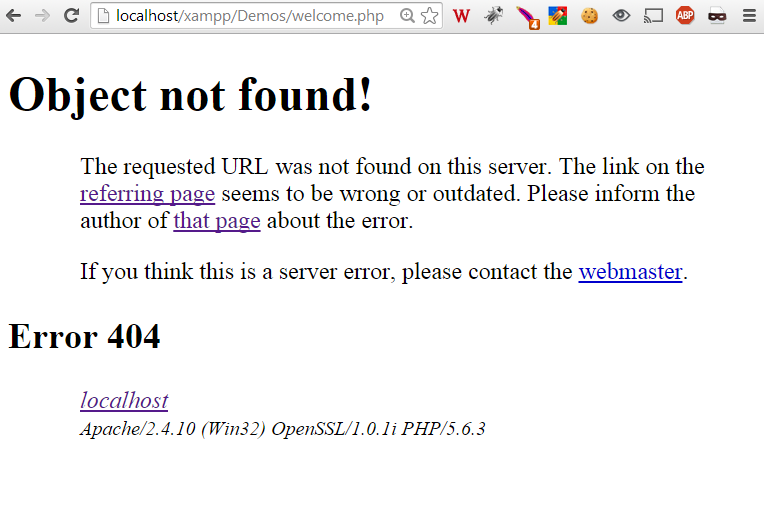 localhost/xampp/Demos/welcome.php
W
4
ABP
Object not found!
The requested URL was not found on this server. The link on the
referring page seems to be wrong or outdated. Please inform the
author of that page about the error.
If you think this is a server error, please contact the webmaster.
Error 404
localhost
Apache/2.4.10 (Win32) OpenSSL/1.0.1i PHP/5.6.3